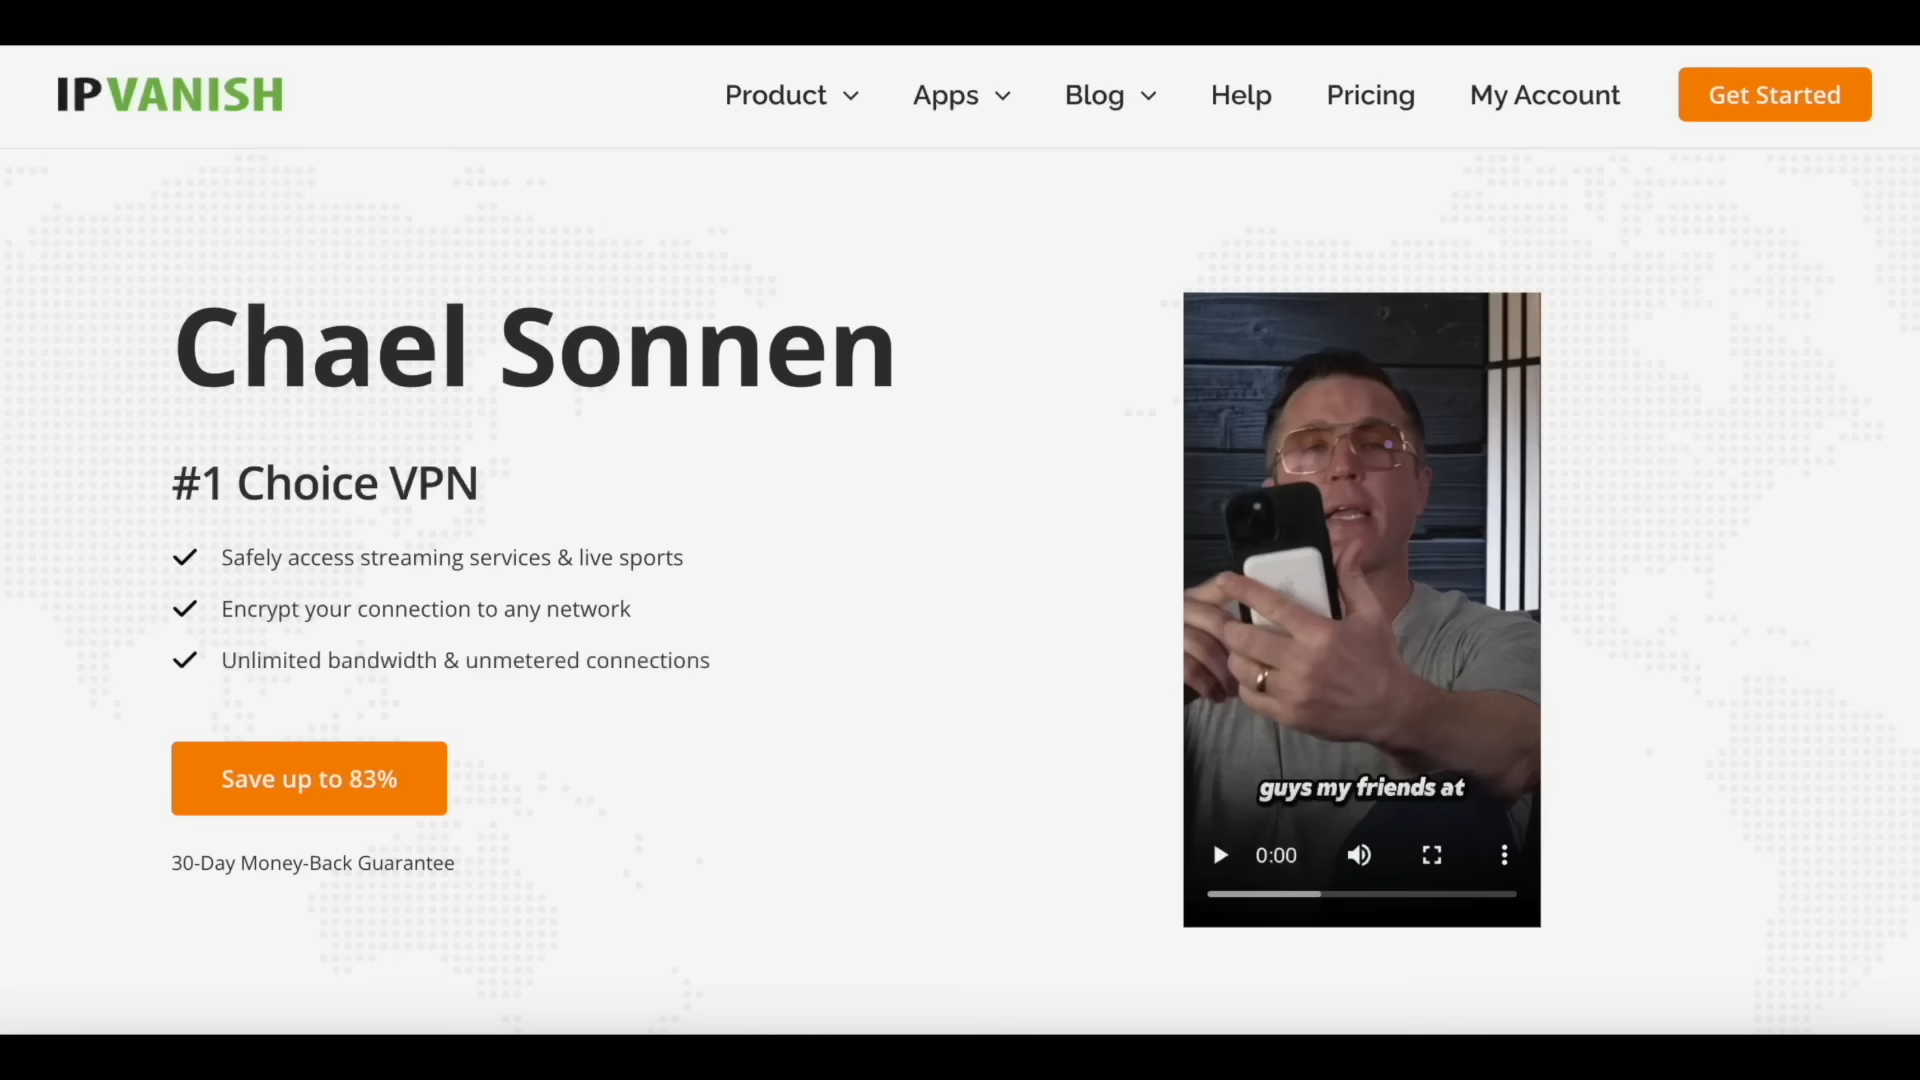 IPVANISH
Product
Apps
Blog
Help
Pricing
My Account
Get Started
Chael Sonnen
#1 Choice VPN
Safely access streaming services & live sports
Encrypt your connection to any network
Unlimited bandwidth & unmetered connections
Save up to 83%
30-Day Money-Back Guarantee
guys my friends at
0:00